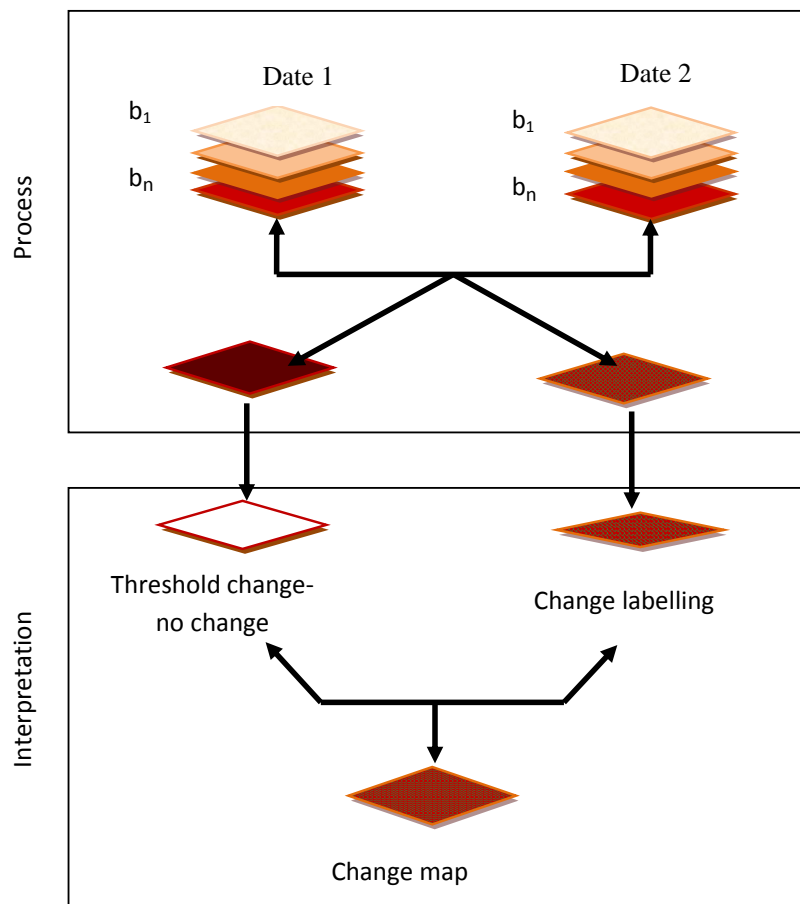 Date 1
Date 2
b₁
b₁
bₙ
bₙ
Process
Threshold change-
no change
Change labelling
Interpretation
Change map